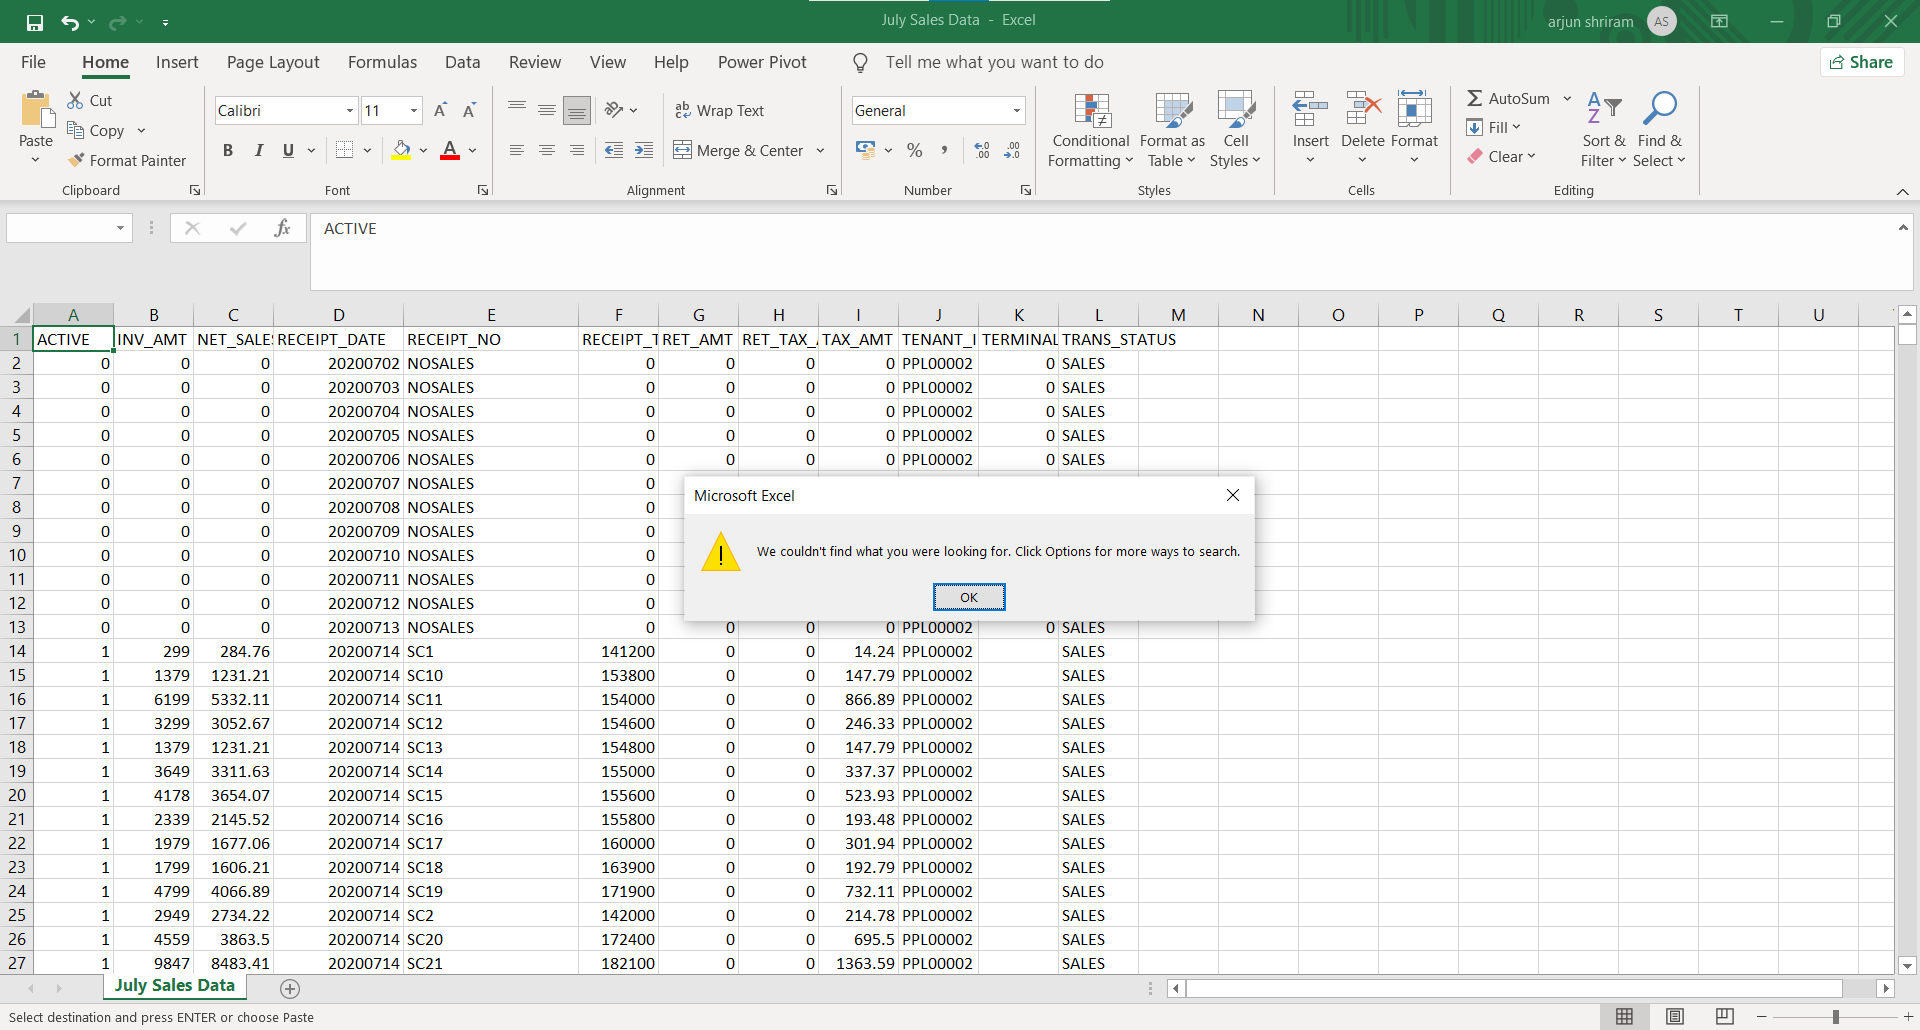 July Sales Data - Excel
arjun shriram AS
File Home Insert Page Layout Formulas Data Review View Help Power Pivot Tell me what you want to do Share
Paste Cut Copy Format Painter
Clipboard
Calibri 11 A A
B I U A
Font
ab Wrap Text
Merge & Center
Alignment
General
% ,
Number
Conditional Formatting Format as Table Cell Styles
Styles
Insert Delete Format
Cells
AutoSum Fill Clear Sort & Filter Find & Select
Editing
fx ACTIVE
A B C D E F G H I J K L M N O P Q R S T U
1 ACTIVE INV_AMT NET_SALES RECEIPT_DATE RECEIPT_NO RECEIPT_T RET_AMT RET_TAX_ TAX_AMT TENANT_I TERMINAL TRANS_STATUS
2 0 0 0 20200702 NOSALES 0 0 0 0 PPL00002 0 SALES
3 0 0 0 20200703 NOSALES 0 0 0 0 PPL00002 0 SALES
4 0 0 0 20200704 NOSALES 0 0 0 0 PPL00002 0 SALES
5 0 0 0 20200705 NOSALES 0 0 0 0 PPL00002 0 SALES
6 0 0 0 20200706 NOSALES 0 0 0 0 PPL00002 0 SALES
7 0 0 0 20200707 NOSALES 0
8 0 0 0 20200708 NOSALES 0
9 0 0 0 20200709 NOSALES 0
10 0 0 0 20200710 NOSALES 0
11 0 0 0 20200711 NOSALES 0
12 0 0 0 20200712 NOSALES 0
13 0 0 0 20200713 NOSALES 0 0 0 0 PPL00002 0 SALES
14 1 299 284.76 20200714 SC1 141200 0 0 14.24 PPL00002 SALES
15 1 1379 1231.21 20200714 SC10 153800 0 0 147.79 PPL00002 SALES
16 1 6199 5332.11 20200714 SC11 154000 0 0 866.89 PPL00002 SALES
17 1 3299 3052.67 20200714 SC12 154600 0 0 246.33 PPL00002 SALES
18 1 1379 1231.21 20200714 SC13 154800 0 0 147.79 PPL00002 SALES
19 1 3649 3311.63 20200714 SC14 155000 0 0 337.37 PPL00002 SALES
20 1 4178 3654.07 20200714 SC15 155600 0 0 523.93 PPL00002 SALES
21 1 2339 2145.52 20200714 SC16 155800 0 0 193.48 PPL00002 SALES
22 1 1979 1677.06 20200714 SC17 160000 0 0 301.94 PPL00002 SALES
23 1 1799 1606.21 20200714 SC18 163900 0 0 192.79 PPL00002 SALES
24 1 4799 4066.89 20200714 SC19 171900 0 0 732.11 PPL00002 SALES
25 1 2949 2734.22 20200714 SC2 142000 0 0 214.78 PPL00002 SALES
26 1 4559 3863.5 20200714 SC20 172400 0 0 695.5 PPL00002 SALES
27 1 9847 8483.41 20200714 SC21 182100 0 0 1363.59 PPL00002 SALES
Microsoft Excel
We couldn't find what you were looking for. Click Options for more ways to search.
OK
July Sales Data
Select destination and press ENTER or choose Paste